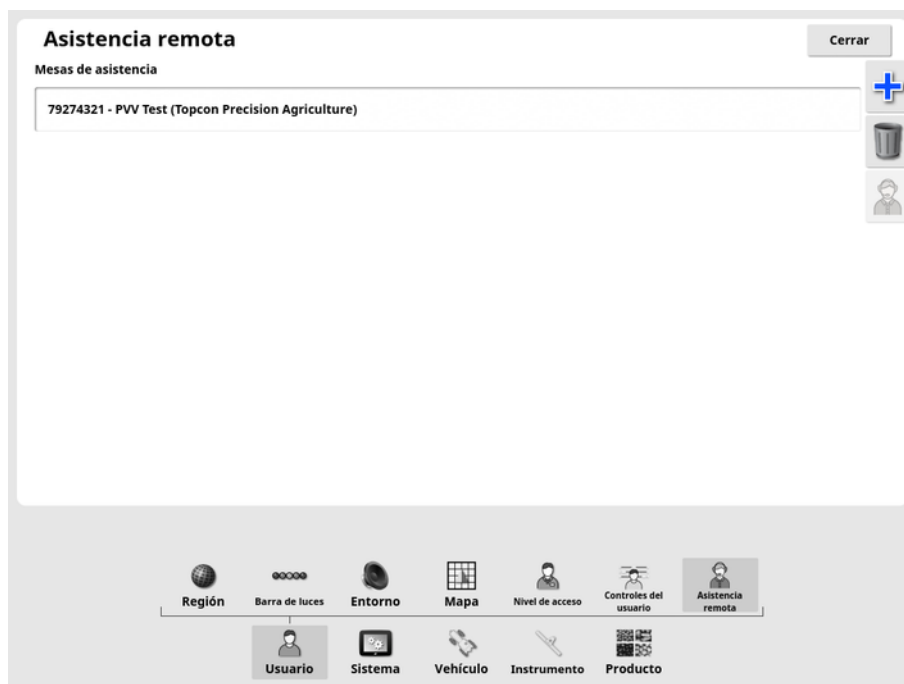 Asistencia remota
Cerrar
Mesas de asistencia
79274321 - PVV Test (Topcon Precision Agriculture)
Región
Barra de luces
Entorno
Mapa
Nivel de acceso
Controles del
usuario
Asistencia
remota
Usuario
Sistema
Vehículo
Instrumento
Producto